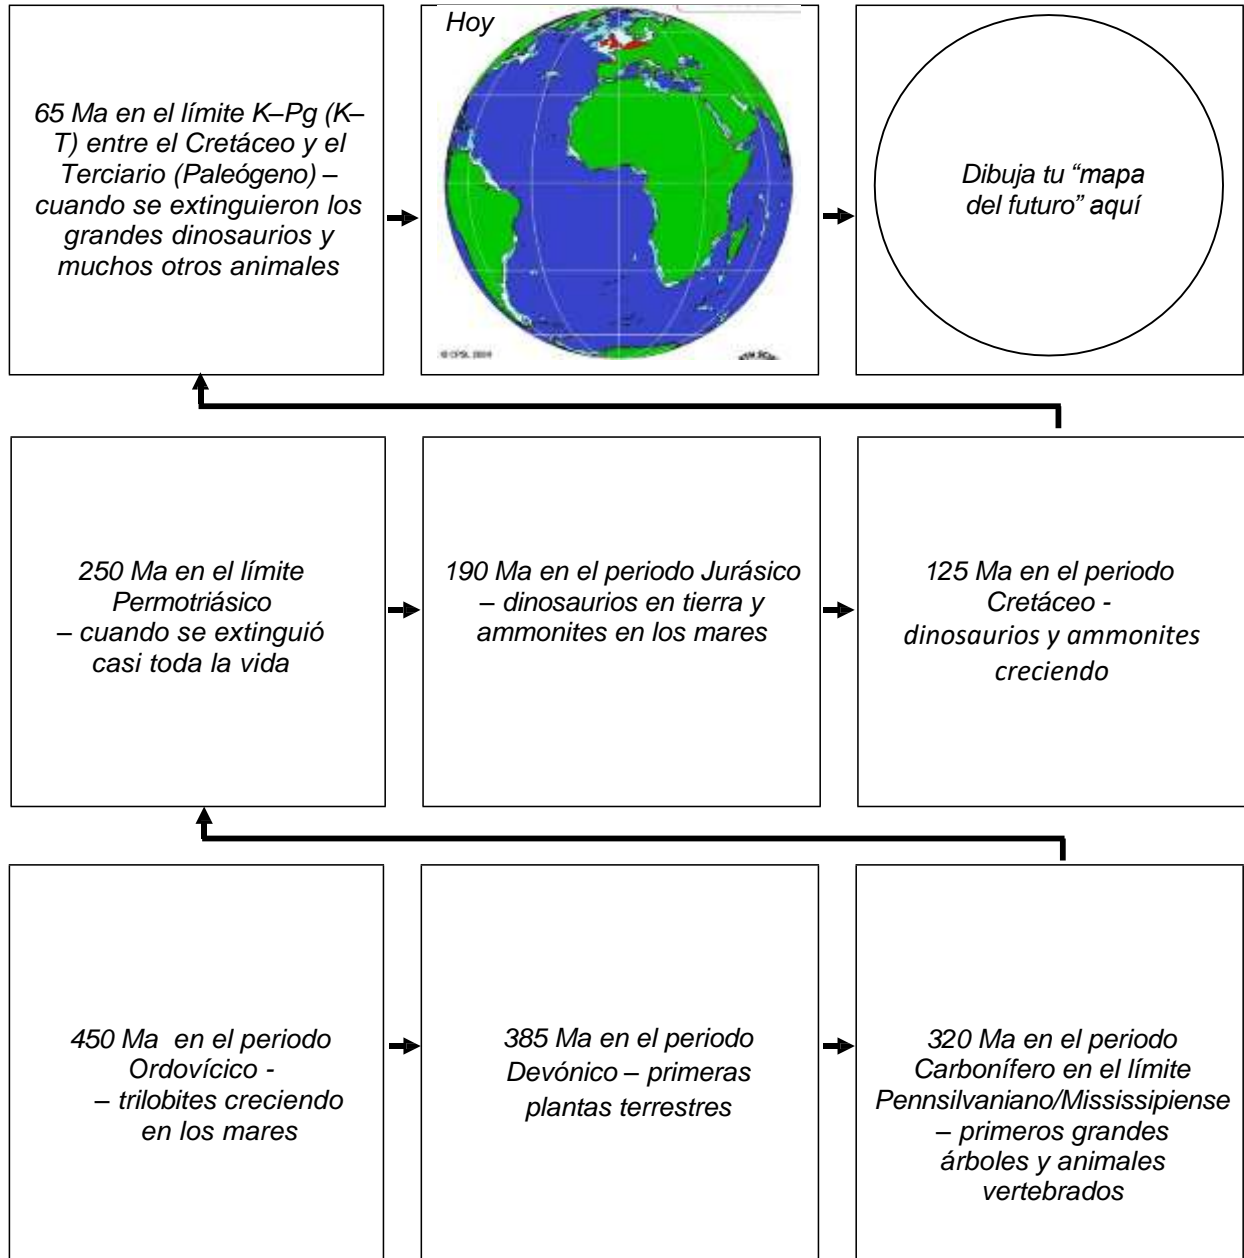 65 Ma en el límite K–Pg (K–
T) entre el Cretáceo y el
Terciario (Paleógeno) –
cuando se extinguieron los
grandes dinosaurios y
muchos otros animales
Hoy
© CPSL 2004
Dibuja tu “mapa
del futuro” aquí
250 Ma en el límite
Permotriásico
– cuando se extinguió
casi toda la vida
190 Ma en el periodo Jurásico
– dinosaurios en tierra y
ammonites en los mares
125 Ma en el periodo
Cretáceo -
dinosaurios y ammonites
creciendo
450 Ma en el periodo
Ordovícico -
– trilobites creciendo
en los mares
385 Ma en el periodo
Devónico – primeras
plantas terrestres
320 Ma en el periodo
Carbonífero en el límite
Pennsilvaniano/Mississipiense
– primeros grandes
árboles y animales
vertebrados